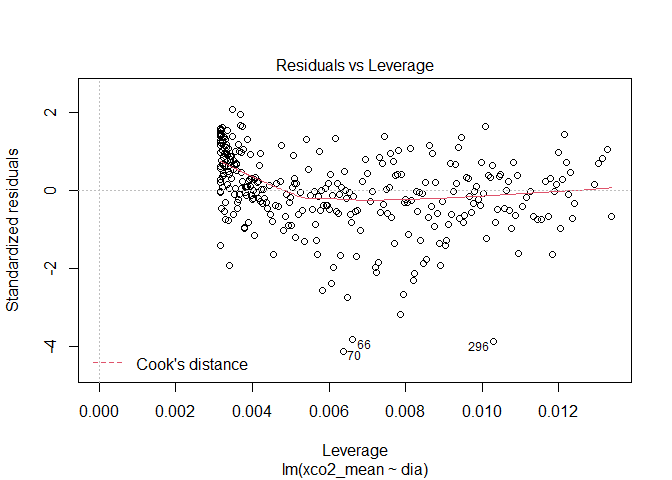 Residuals vs Leverage
Standardized residuals
2
0
-2
-4
66
70
296
Cook's distance
0.000 0.002 0.004 0.006 0.008 0.010 0.012
Leverage
lm(xco2_mean ~ dia)